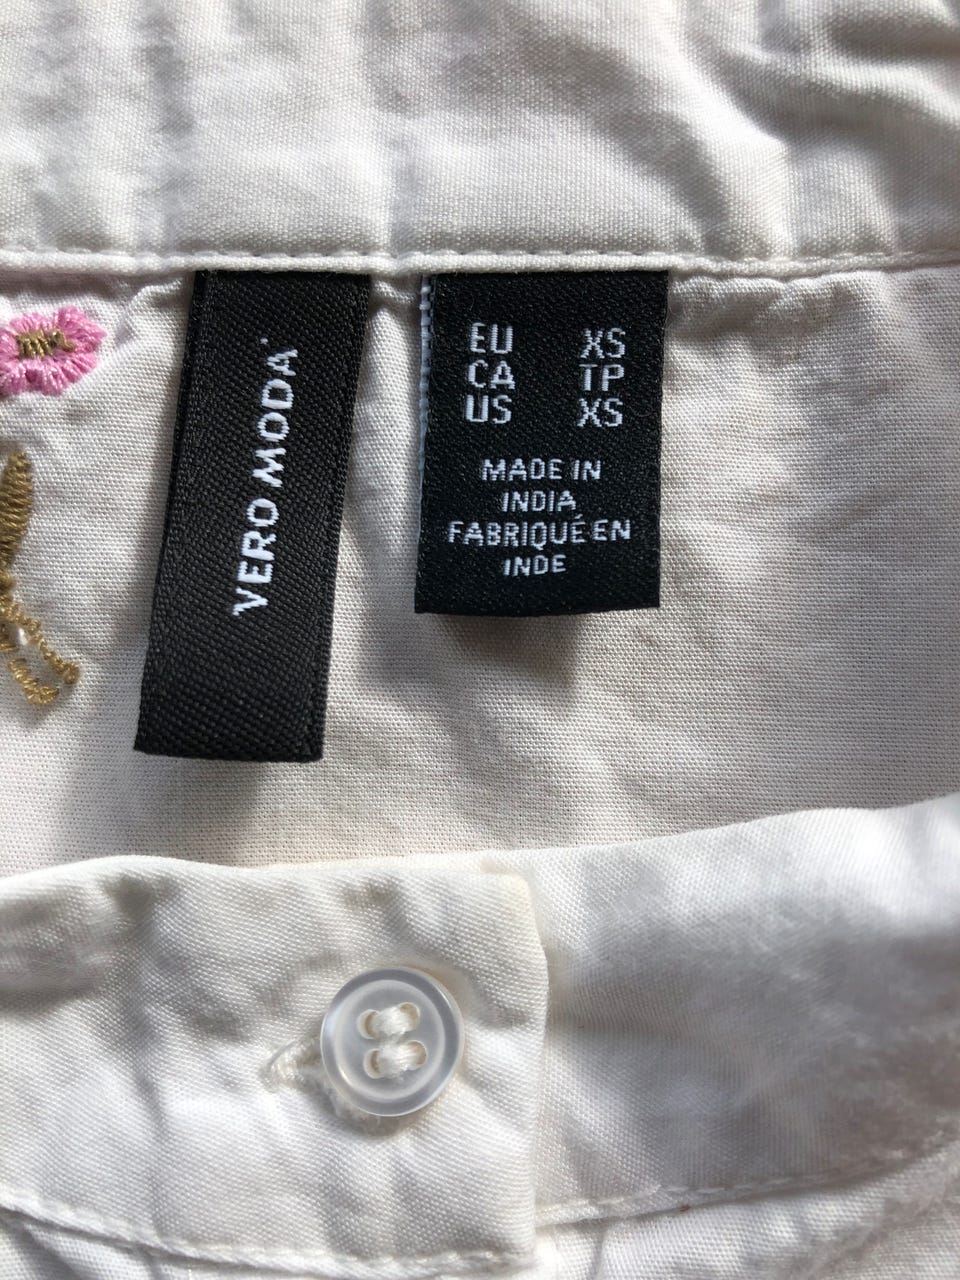 VERO MODA
EU XS
CA TP
US XS
MADE IN
INDIA
FABRIQUÉ EN
INDE